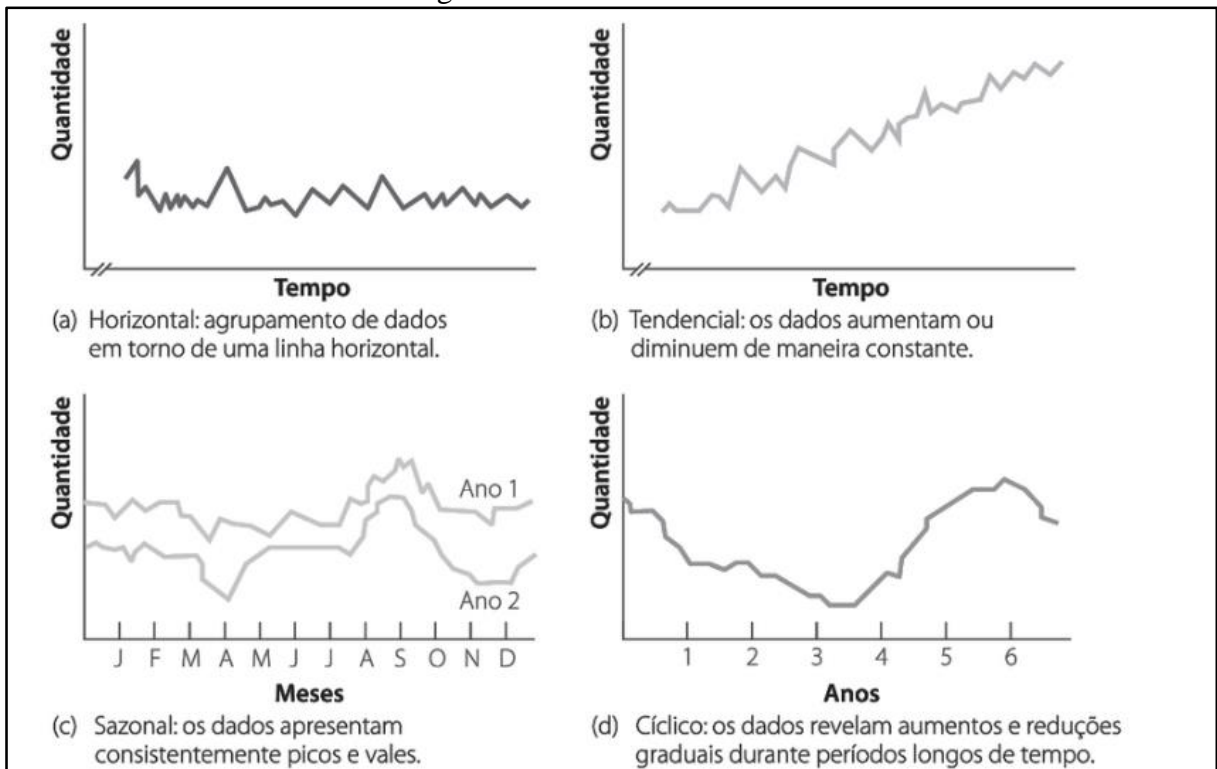 Quantidade
Tempo
(a) Horizontal: agrupamento de dados
em torno de uma linha horizontal.
Quantidade
Tempo
(b) Tendencial: os dados aumentam ou
diminuem de maneira constante.
Quantidade
Ano 1
Ano 2
J F M A M J J A S O N D
Meses
(c) Sazonal: os dados apresentam
consistentemente picos e vales.
Quantidade
1 2 3 4 5 6
Anos
(d) Cíclico: os dados revelam aumentos e reduções
graduais durante períodos longos de tempo.